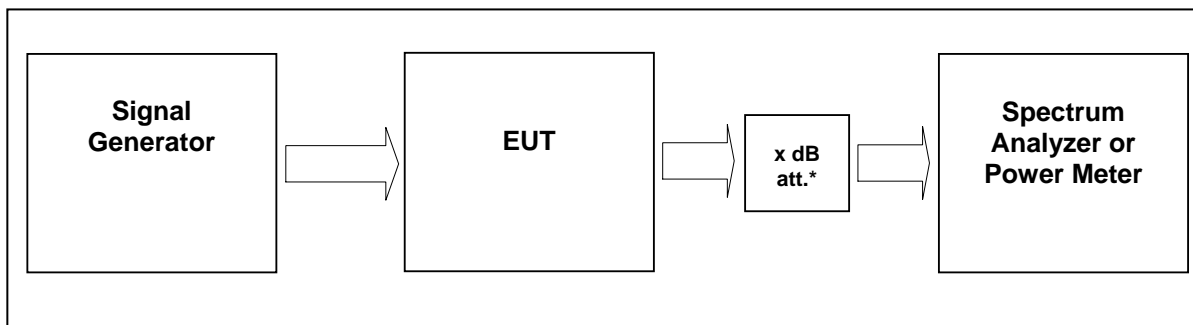 Signal
Generator
EUT
x dB
att.*
Spectrum
Analyzer or
Power Meter